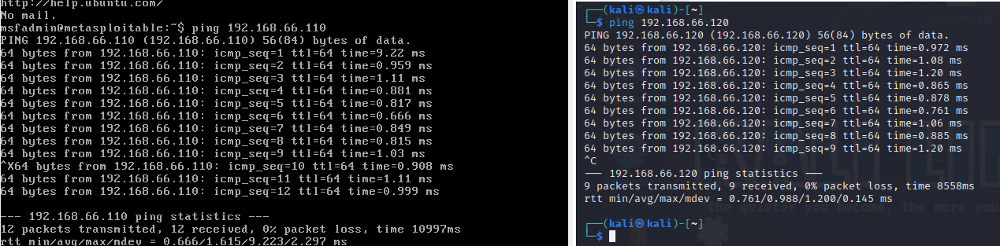 http://help.ubuntu.com/
No mail.
msfadmin@metasploitable:~$ ping 192.168.66.110
PING 192.168.66.110 (192.168.66.110) 56(84) bytes of data.
64 bytes from 192.168.66.110: icmp_seq=1 ttl=64 time=9.22 ms
64 bytes from 192.168.66.110: icmp_seq=2 ttl=64 time=0.959 ms
64 bytes from 192.168.66.110: icmp_seq=3 ttl=64 time=1.11 ms
64 bytes from 192.168.66.110: icmp_seq=4 ttl=64 time=0.881 ms
64 bytes from 192.168.66.110: icmp_seq=5 ttl=64 time=0.817 ms
64 bytes from 192.168.66.110: icmp_seq=6 ttl=64 time=0.666 ms
64 bytes from 192.168.66.110: icmp_seq=7 ttl=64 time=0.849 ms
64 bytes from 192.168.66.110: icmp_seq=8 ttl=64 time=0.815 ms
64 bytes from 192.168.66.110: icmp_seq=9 ttl=64 time=1.03 ms
^X64 bytes from 192.168.66.110: icmp_seq=10 ttl=64 time=0.908 ms
64 bytes from 192.168.66.110: icmp_seq=11 ttl=64 time=1.11 ms
64 bytes from 192.168.66.110: icmp_seq=12 ttl=64 time=0.999 ms
--- 192.168.66.110 ping statistics ---
12 packets transmitted, 12 received, 0% packet loss, time 10997ms
rtt min/avg/max/mdev = 0.666/1.615/9.223/2.297 ms
┌──(kali㉿kali)-[~]
└─$ ping 192.168.66.120
PING 192.168.66.120 (192.168.66.120) 56(84) bytes of data.
64 bytes from 192.168.66.120: icmp_seq=1 ttl=64 time=0.972 ms
64 bytes from 192.168.66.120: icmp_seq=2 ttl=64 time=1.08 ms
64 bytes from 192.168.66.120: icmp_seq=3 ttl=64 time=1.20 ms
64 bytes from 192.168.66.120: icmp_seq=4 ttl=64 time=0.865 ms
64 bytes from 192.168.66.120: icmp_seq=5 ttl=64 time=0.878 ms
64 bytes from 192.168.66.120: icmp_seq=6 ttl=64 time=0.761 ms
64 bytes from 192.168.66.120: icmp_seq=7 ttl=64 time=1.06 ms
64 bytes from 192.168.66.120: icmp_seq=8 ttl=64 time=0.885 ms
64 bytes from 192.168.66.120: icmp_seq=9 ttl=64 time=1.20 ms
^C
--- 192.168.66.120 ping statistics ---
9 packets transmitted, 9 received, 0% packet loss, time 8558ms
rtt min/avg/max/mdev = 0.761/0.988/1.200/0.145 ms
the quieter you become, the more you
┌──(kali㉿kali)-[~]
└─$